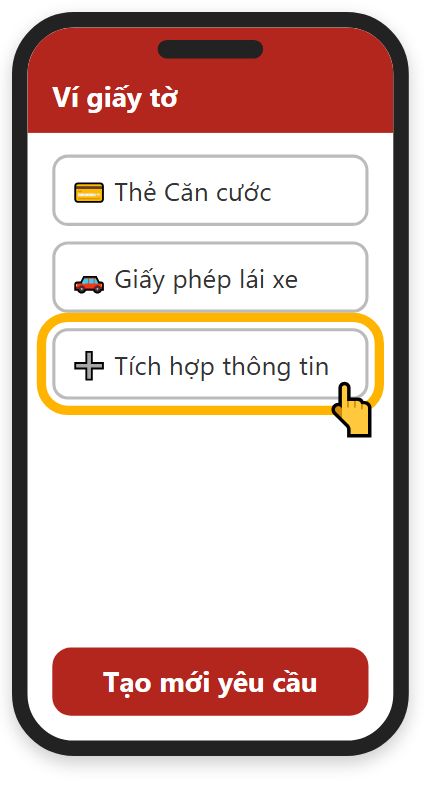 Ví giấy tờ
Thẻ Căn cước
Giấy phép lái xe
Tích hợp thông tin
Tạo mới yêu cầu